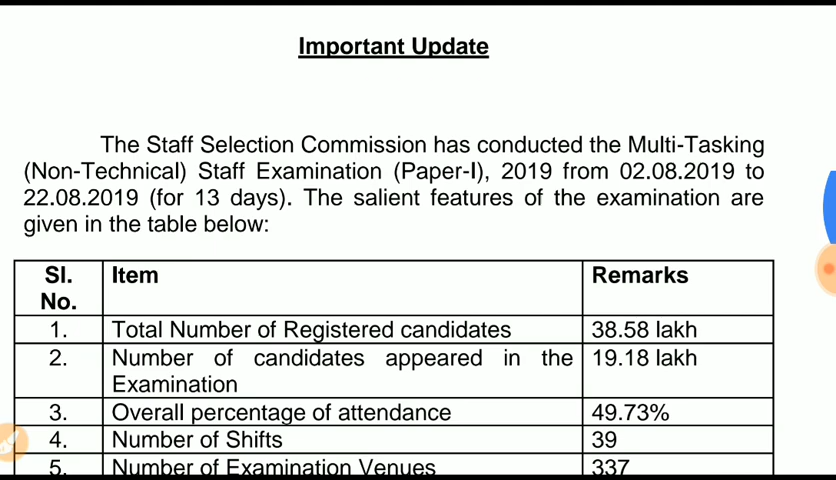 Important Update
The Staff Selection Commission has conducted the Multi-Tasking
(Non-Technical) Staff Examination (Paper-I), 2019 from 02.08.2019 to
22.08.2019 (for 13 days). The salient features of the examination are
given in the table below:
Sl. No. Item Remarks
1. Total Number of Registered candidates 38.58 lakh
2. Number of candidates appeared in the 19.18 lakh
Examination
3. Overall percentage of attendance 49.73%
4. Number of Shifts 39
5. Number of Examination Venues 337